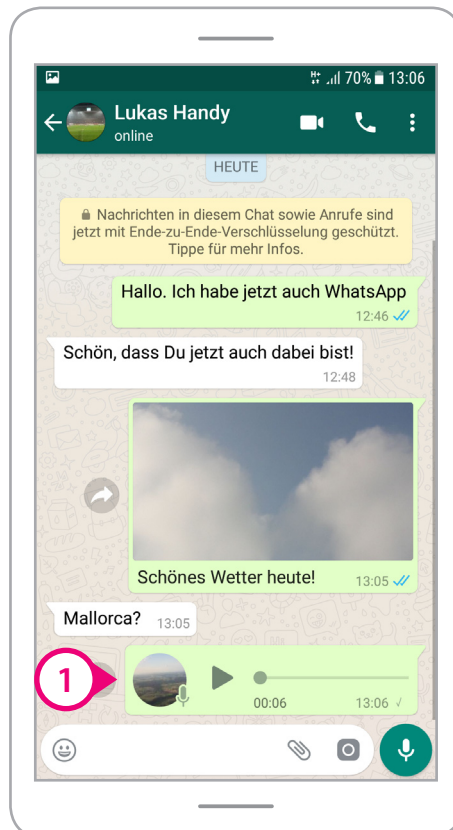 H+ 70% 13:06
Lukas Handy
online
HEUTE
Nachrichten in diesem Chat sowie Anrufe sind
jetzt mit Ende-zu-Ende-Verschlüsselung geschützt.
Tippe für mehr Infos.
Hallo. Ich habe jetzt auch WhatsApp
12:46
Schön, dass Du jetzt auch dabei bist!
12:48
Schönes Wetter heute!
13:05
Mallorca? 13:05
1
00:06 13:06